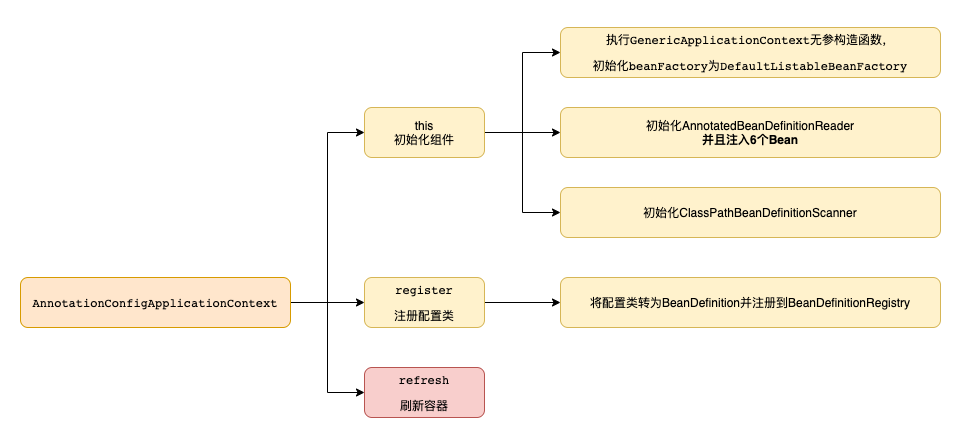 执行GenericApplicationContext无参构造函数,
初始化beanFactory为DefaultListableBeanFactory
this
初始化组件
初始化AnnotatedBeanDefinitionReader
并且注入6个Bean
初始化ClassPathBeanDefinitionScanner
AnnotationConfigApplicationContext
register
注册配置类
将配置类转为BeanDefinition并注册到BeanDefinitionRegistry
refresh
刷新容器